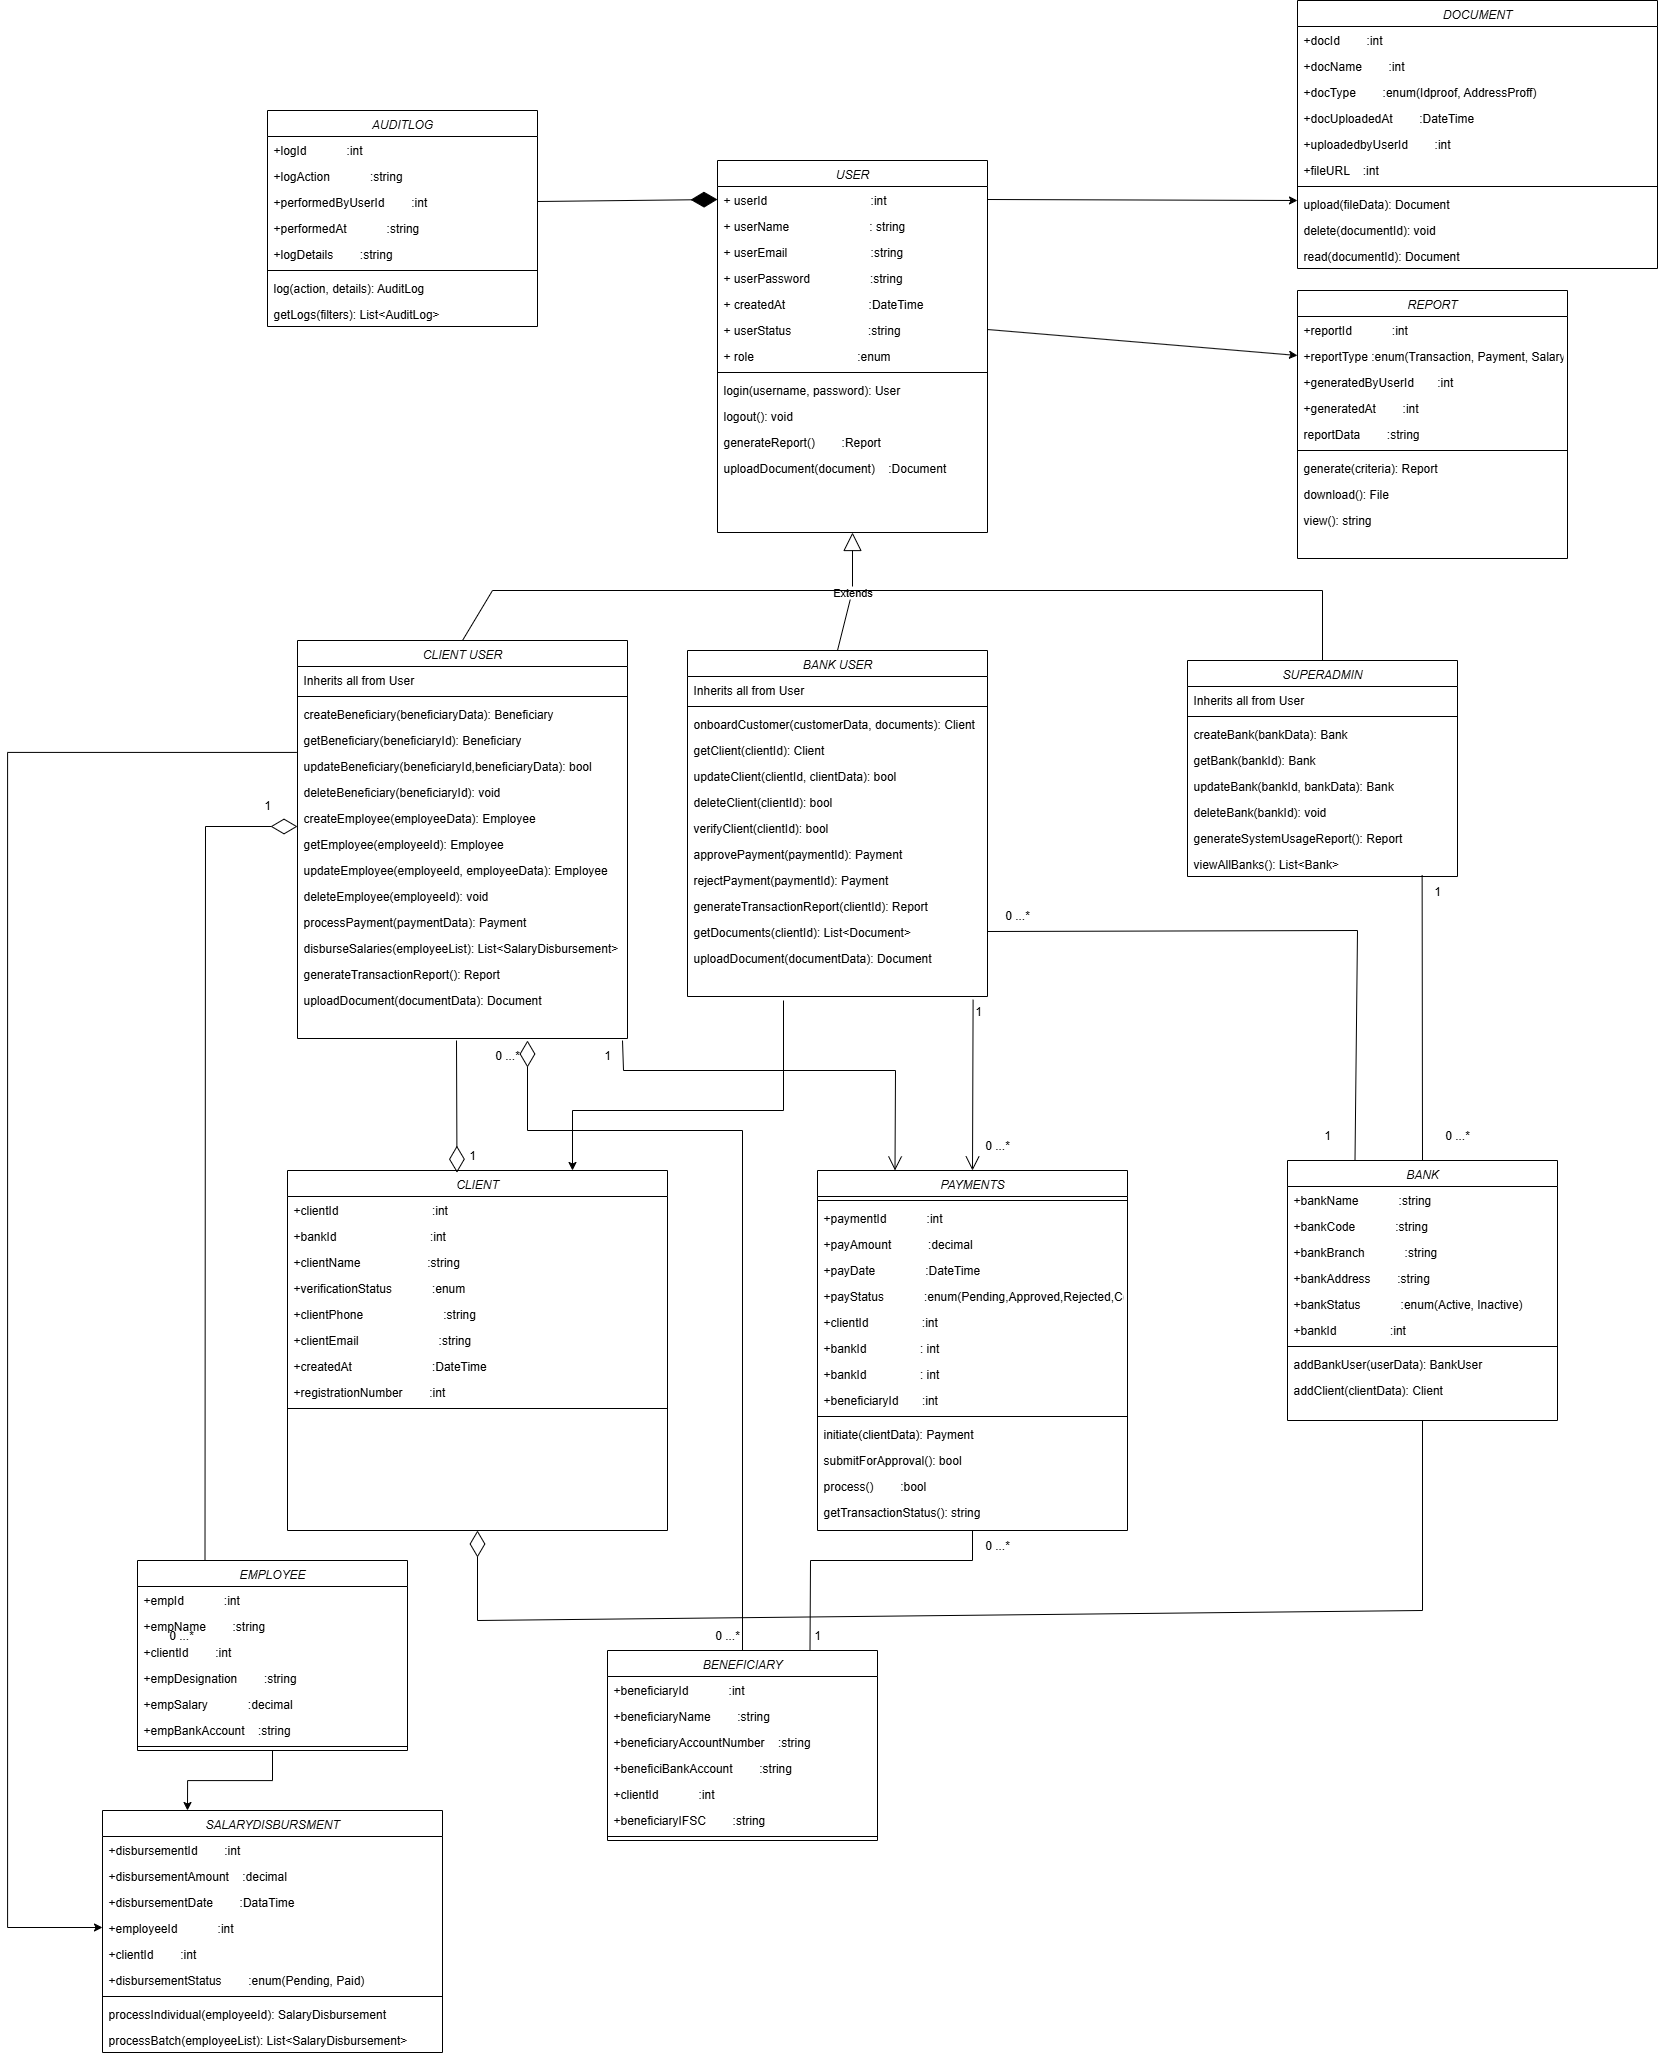 DOCUMENT
+docId :int
+docName :int
+docType :enum(Idproof, AddressProff)
+docUploadedAt :DateTime
+uploadedbyUserId :int
+fileURL :int
upload(fileData): Document
delete(documentId): void
read(documentId): Document
AUDITLOG
+logId :int
+logAction :string
+performedByUserId :int
+performedAt :string
+logDetails :string
log(action, details): AuditLog
getLogs(filters): List<AuditLog>
USER
+ userId :int
+ userName : string
+ userEmail :string
+ userPassword :string
+ createdAt :DateTime
+ userStatus :string
+ role :enum
login(username, password): User
logout(): void
generateReport() :Report
uploadDocument(document) :Document
REPORT
+reportId :int
+reportType :enum(Transaction, Payment, Salary
+generatedByUserId :int
+generatedAt :int
reportData :string
generate(criteria): Report
download(): File
view(): string
Extends
CLIENT USER
Inherits all from User
createBeneficiary(beneficiaryData): Beneficiary
getBeneficiary(beneficiaryId): Beneficiary
updateBeneficiary(beneficiaryId,beneficiaryData): bool
deleteBeneficiary(beneficiaryId): void
createEmployee(employeeData): Employee
getEmployee(employeeId): Employee
updateEmployee(employeeId, employeeData): Employee
deleteEmployee(employeeId): void
processPayment(paymentData): Payment
disburseSalaries(employeeList): List<SalaryDisbursement>
generateTransactionReport(): Report
uploadDocument(documentData): Document
1
0 ...*
1
BANK USER
Inherits all from User
onboardCustomer(customerData, documents): Client
getClient(clientId): Client
updateClient(clientId, clientData): bool
deleteClient(clientId): bool
verifyClient(clientId): bool
approvePayment(paymentId): Payment
rejectPayment(paymentId): Payment
generateTransactionReport(clientId): Report
getDocuments(clientId): List<Document>
uploadDocument(documentData): Document
0 ...*
1
SUPERADMIN
Inherits all from User
createBank(bankData): Bank
getBank(bankId): Bank
updateBank(bankId, bankData): Bank
deleteBank(bankId): void
generateSystemUsageReport(): Report
viewAllBanks(): List<Bank>
1
1
0 ...*
1
0 ...*
CLIENT
+clientId :int
+bankId :int
+clientName :string
+verificationStatus :enum
+clientPhone :string
+clientEmail :string
+createdAt :DateTime
+registrationNumber :int
PAYMENTS
+paymentId :int
+payAmount :decimal
+payDate :DateTime
+payStatus :enum(Pending,Approved,Rejected,C
+clientId :int
+bankId : int
+bankId : int
+beneficiaryId :int
initiate(clientData): Payment
submitForApproval(): bool
process() :bool
getTransactionStatus(): string
0 ...*
BANK
+bankName :string
+bankCode :string
+bankBranch :string
+bankAddress :string
+bankStatus :enum(Active, Inactive)
+bankId :int
addBankUser(userData): BankUser
addClient(clientData): Client
EMPLOYEE
+empId :int
+empName :string
0 ...*
+clientId :int
+empDesignation :string
+empSalary :decimal
+empBankAccount :string
0 ...*
1
BENEFICIARY
+beneficiaryId :int
+beneficiaryName :string
+beneficiaryAccountNumber :string
+beneficiBankAccount :string
+clientId :int
+beneficiaryIFSC :string
SALARYDISBURSMENT
+disbursementId :int
+disbursementAmount :decimal
+disbursementDate :DataTime
+employeeId :int
+clientId :int
+disbursementStatus :enum(Pending, Paid)
processIndividual(employeeId): SalaryDisbursement
processBatch(employeeList): List<SalaryDisbursement>